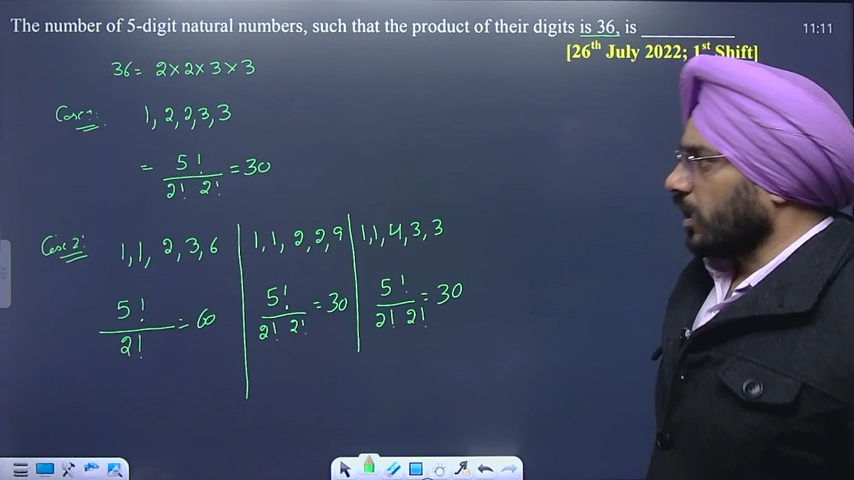 The number of 5-digit natural numbers, such that the product of their digits is 36, is ________
11:11
[26th July 2022; 1st Shift]
36 = 2×2×3×3
Case 1: 1, 2, 2, 3, 3
= 5!/(2! 2!) = 30
Case 2: 1, 1, 2, 3, 6 | 1, 1, 2, 2, 9 | 1, 1, 4, 3, 3
5!/2! = 60 | 5!/(2! 2!) = 30 | 5!/(2! 2!) = 30